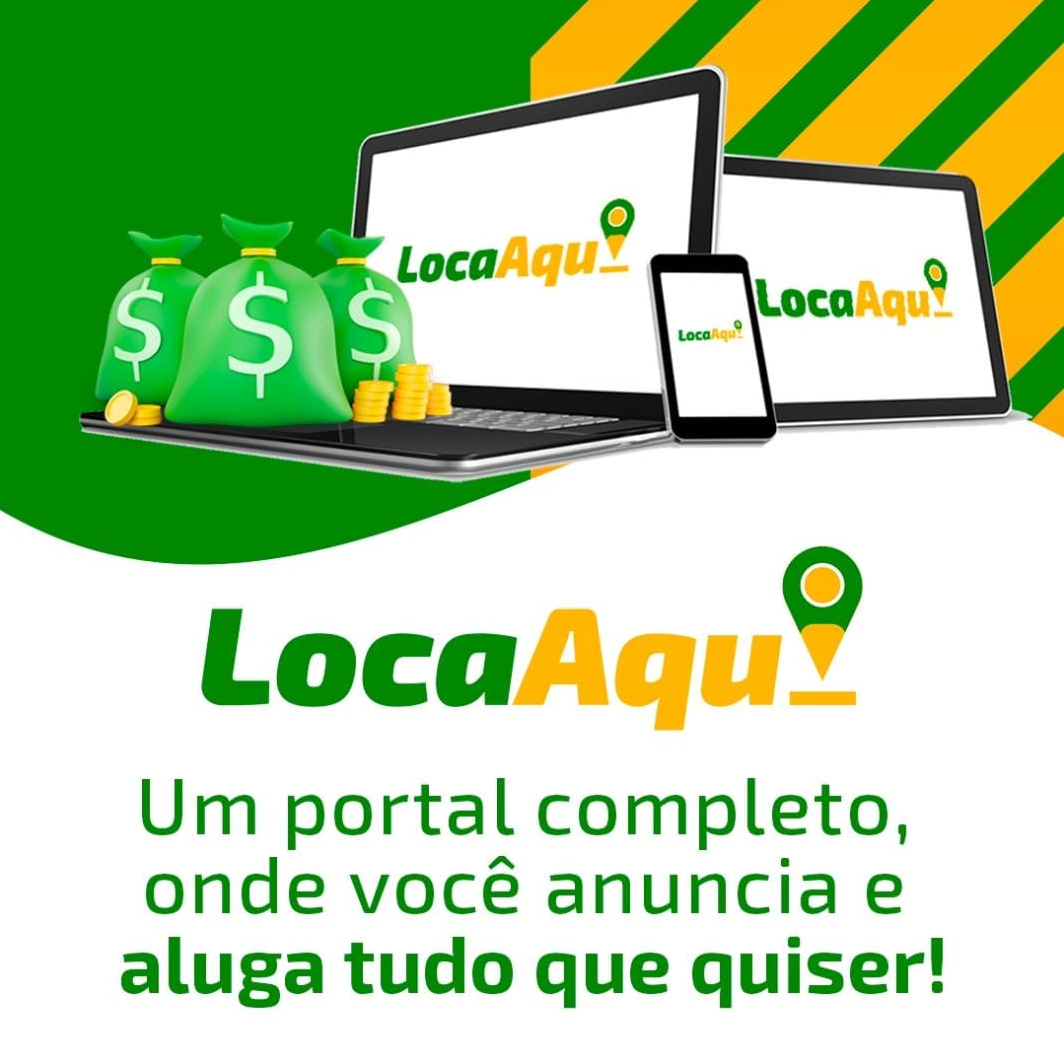 LocaAqui
LocaAqui
LocaAqui
$ $ $
LocaAqui
Um portal completo,
onde você anuncia e
aluga tudo que quiser!